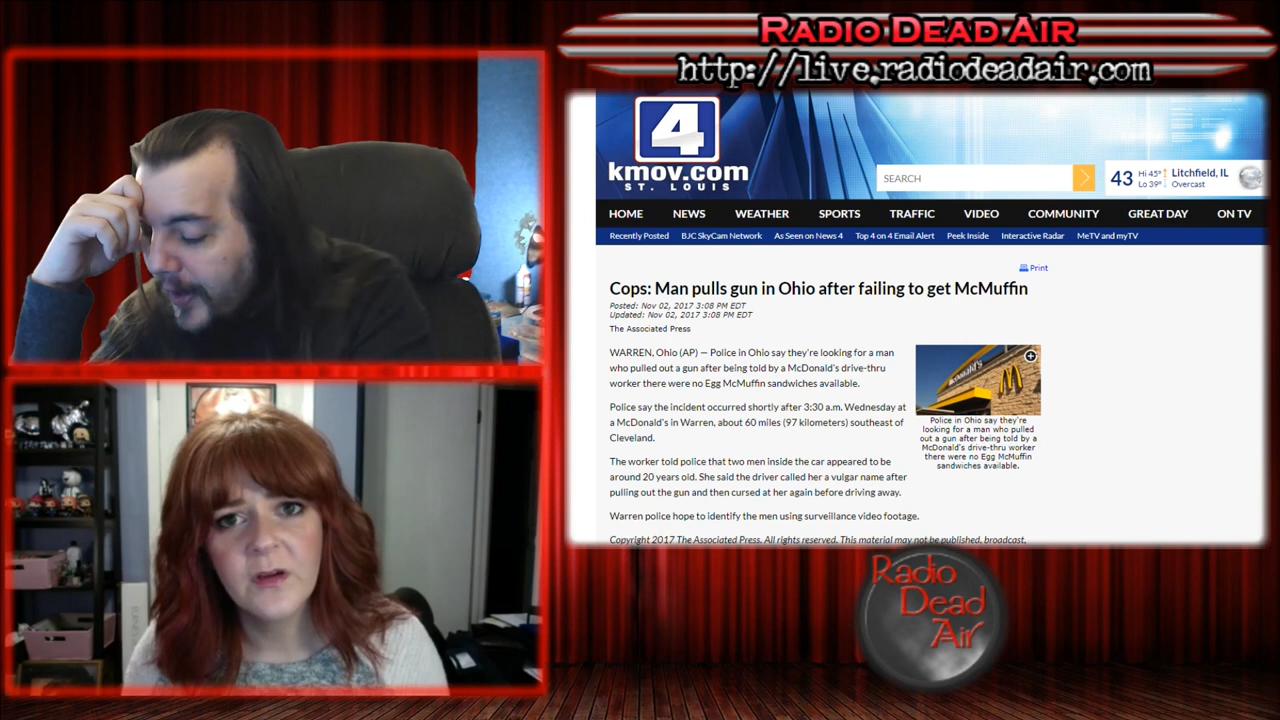 RADIO DEAD AIR
http://live.radiodeadair.com
4
kmov.com
ST. LOUIS
SEARCH
43
Hi 45°
Lo 39°
Litchfield, IL
Overcast
HOME NEWS WEATHER SPORTS TRAFFIC VIDEO COMMUNITY GREAT DAY ON TV
Recently Posted BJC SkyCam Network As Seen on News 4 Top 4 on 4 Email Alert Peek Inside Interactive Radar MeTV and myTV
Print
Cops: Man pulls gun in Ohio after failing to get McMuffin
Posted: Nov 02, 2017 3:08 PM EDT
Updated: Nov 02, 2017 3:08 PM EDT
The Associated Press
WARREN, Ohio (AP) — Police in Ohio say they're looking for a man
who pulled out a gun after being told by a McDonald's drive-thru
worker there were no Egg McMuffin sandwiches available.
Police say the incident occurred shortly after 3:30 a.m. Wednesday at
a McDonald's in Warren, about 60 miles (97 kilometers) southeast of
Cleveland.
The worker told police that two men inside the car appeared to be
around 20 years old. She said the driver called her a vulgar name after
pulling out the gun and then cursed at her again before driving away.
Warren police hope to identify the men using surveillance video footage.
Copyright 2017 The Associated Press. All rights reserved. This material may not be published, broadcast,
McDonald's
Police in Ohio say they're
looking for a man who pulled
out a gun after being told by a
McDonald's drive-thru worker
there were no Egg McMuffin
sandwiches available.
Radio
Dead
Air